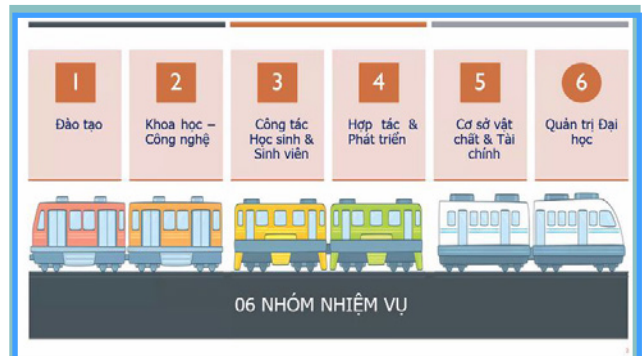 1
Đào tạo
2
Khoa học –
Công nghệ
3
Công tác
Học sinh &
Sinh viên
4
Hợp tác &
Phát triển
5
Cơ sở vật
chất & Tài
chính
6
Quản trị Đại
học
06 NHÓM NHIỆM VỤ